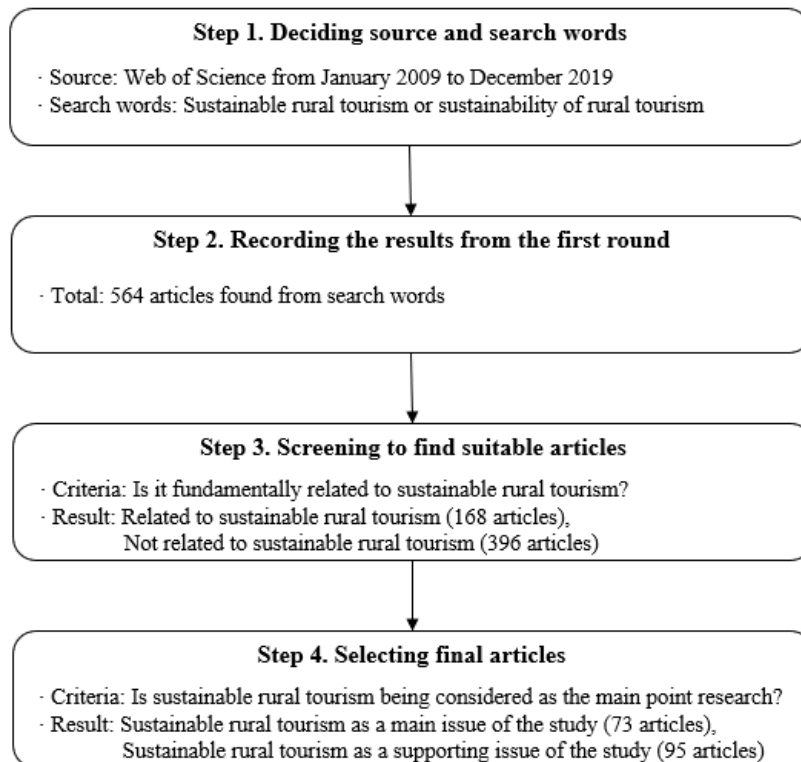 Step 1. Deciding source and search words
· Source: Web of Science from January 2009 to December 2019
· Search words: Sustainable rural tourism or sustainability of rural tourism
Step 2. Recording the results from the first round
· Total: 564 articles found from search words
Step 3. Screening to find suitable articles
· Criteria: Is it fundamentally related to sustainable rural tourism?
· Result: Related to sustainable rural tourism (168 articles),
Not related to sustainable rural tourism (396 articles)
Step 4. Selecting final articles
· Criteria: Is sustainable rural tourism being considered as the main point research?
· Result: Sustainable rural tourism as a main issue of the study (73 articles),
Sustainable rural tourism as a supporting issue of the study (95 articles)